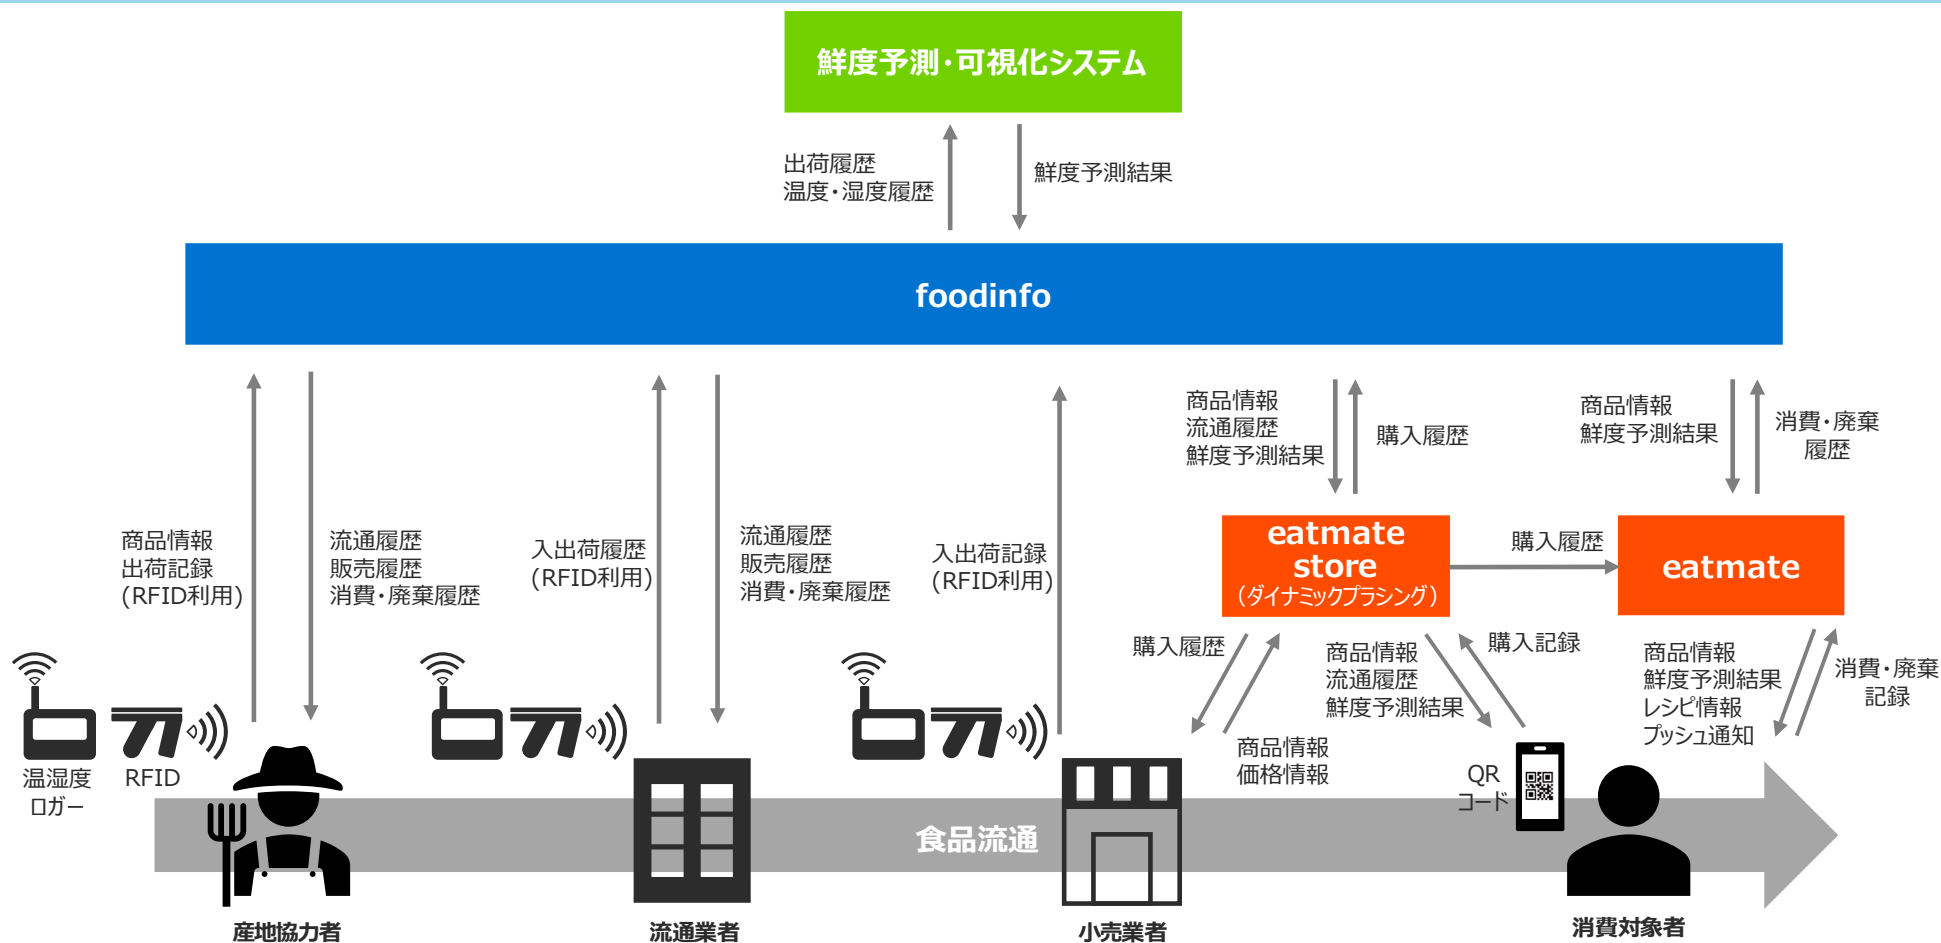 鮮度予測・可視化システム
出荷履歴
温度・湿度履歴
鮮度予測結果
foodinfo
商品情報
出荷記録
(RFID利用)
流通履歴
販売履歴
消費・廃棄履歴
入出荷履歴
(RFID利用)
流通履歴
販売履歴
消費・廃棄履歴
入出荷記録
(RFID利用)
商品情報
流通履歴
鮮度予測結果
購入履歴
商品情報
鮮度予測結果
消費・廃棄
履歴
eatmate
store
（ダイナミックプラシング）
購入履歴
eatmate
購入履歴
商品情報
価格情報
商品情報
流通履歴
鮮度予測結果
購入記録
商品情報
鮮度予測結果
レシピ情報
プッシュ通知
消費・廃棄
記録
温湿度
ロガー
RFID
QR
コード
食品流通
産地協力者
流通業者
小売業者
消費対象者